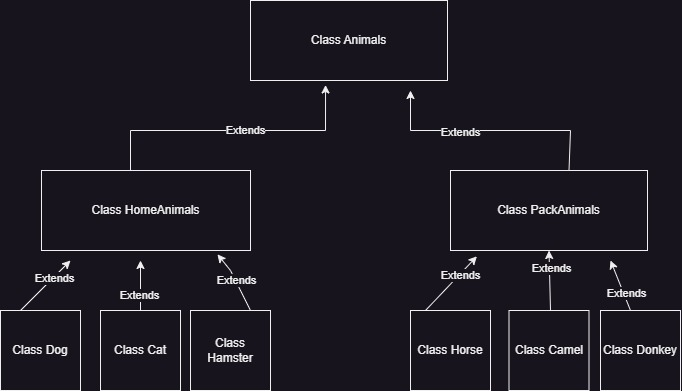 Class Animals
Extends
Extends
Class HomeAnimals
Class PackAnimals
Extends
Extends
Extends
Extends
Extends
Extends
Class Dog
Class Cat
Class
Hamster
Class Horse
Class Camel
Class Donkey